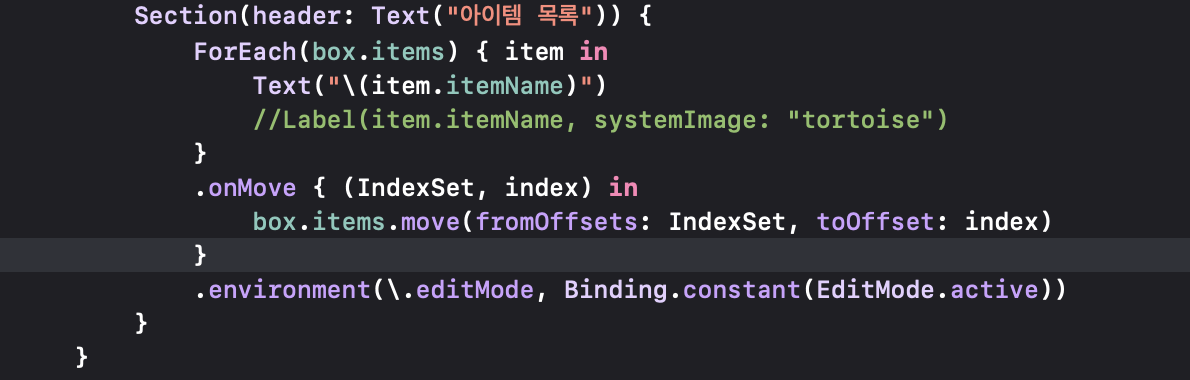 Section(header: Text("아이템 목록")) {
ForEach(box.items) { item in
Text("\(item.itemName)")
//Label(item.itemName, systemImage: "tortoise")
}
.onMove { (IndexSet, index) in
box.items.move(fromOffsets: IndexSet, toOffset: index)
}
.environment(\.editMode, Binding.constant(EditMode.active))
}
}